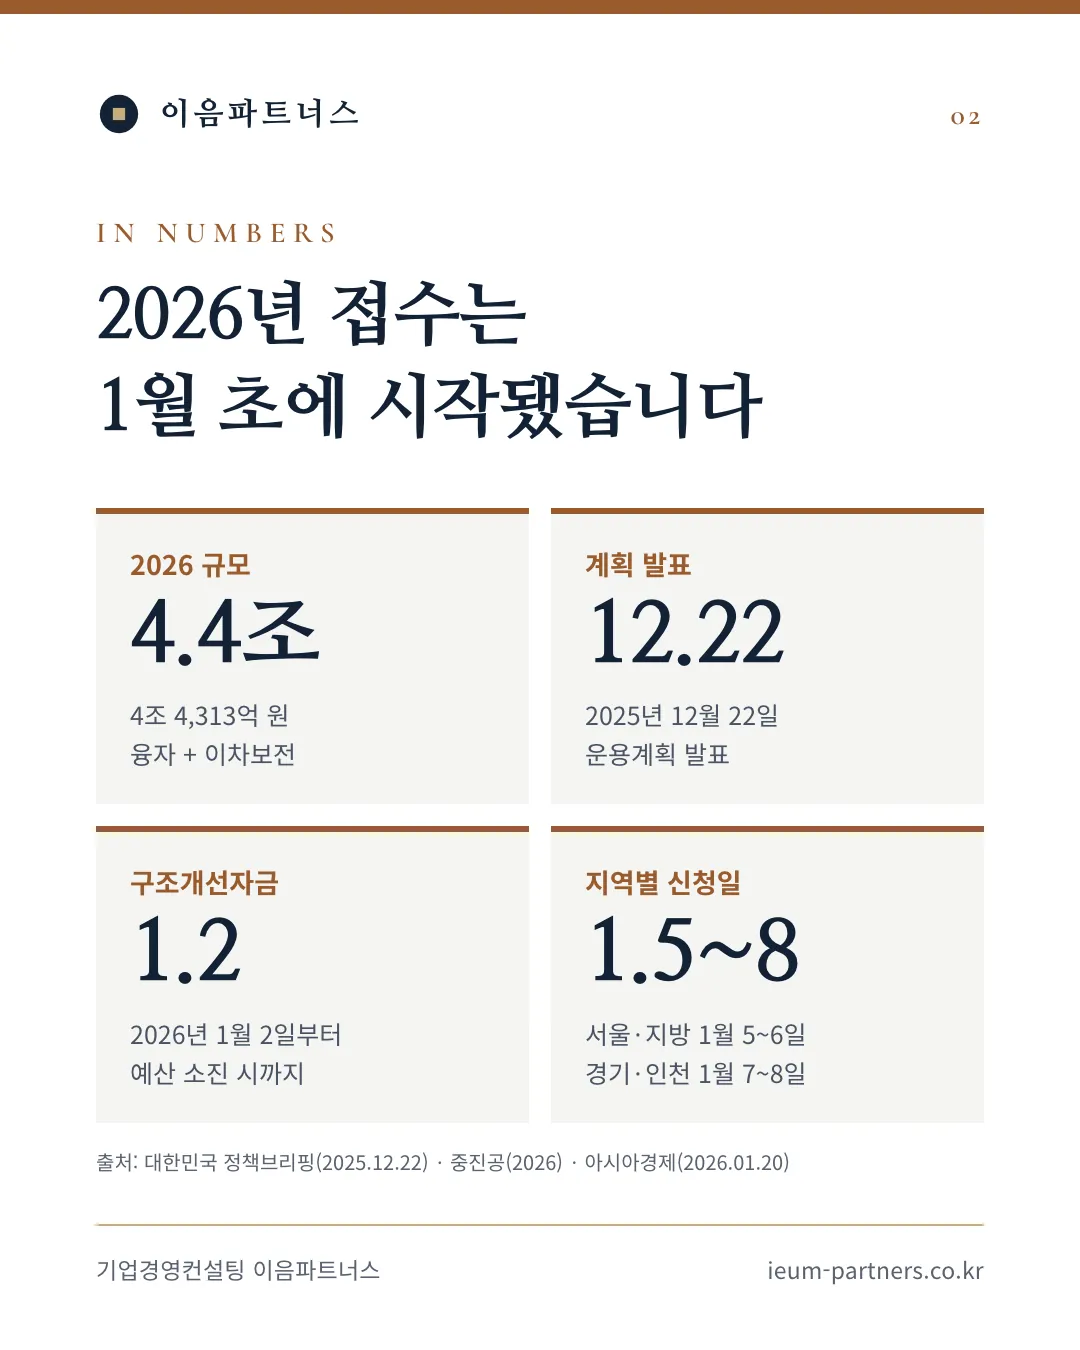 이음파트너스
02
IN NUMBERS
2026년 접수는
1월 초에 시작됐습니다
2026 규모
4.4조
4조 4,313억 원
융자 + 이차보전
계획 발표
12.22
2025년 12월 22일
운용계획 발표
구조개선자금
1.2
2026년 1월 2일부터
예산 소진 시까지
지역별 신청일
1.5~8
서울·지방 1월 5~6일
경기·인천 1월 7~8일
출처: 대한민국 정책브리핑(2025.12.22) · 중진공(2026) · 아시아경제(2026.01.20)
기업경영컨설팅 이음파트너스
ieum-partners.co.kr